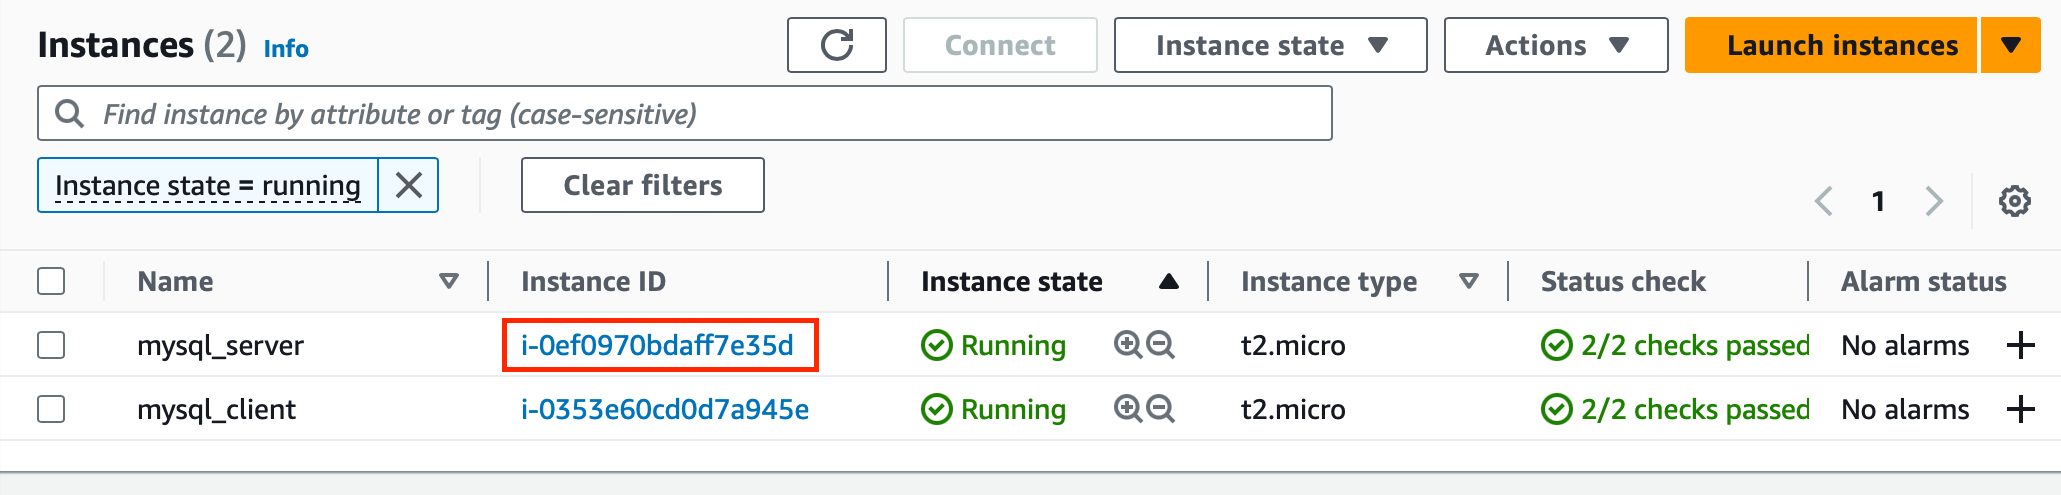 Instances (2) Info Connect Instance state Actions Launch instances
Find instance by attribute or tag (case-sensitive)
Instance state = running Clear filters
1
Name Instance ID Instance state Instance type Status check Alarm status
mysql_server i-0ef0970bdaff7e35d Running t2.micro 2/2 checks passed No alarms
mysql_client i-0353e60cd0d7a945e Running t2.micro 2/2 checks passed No alarms